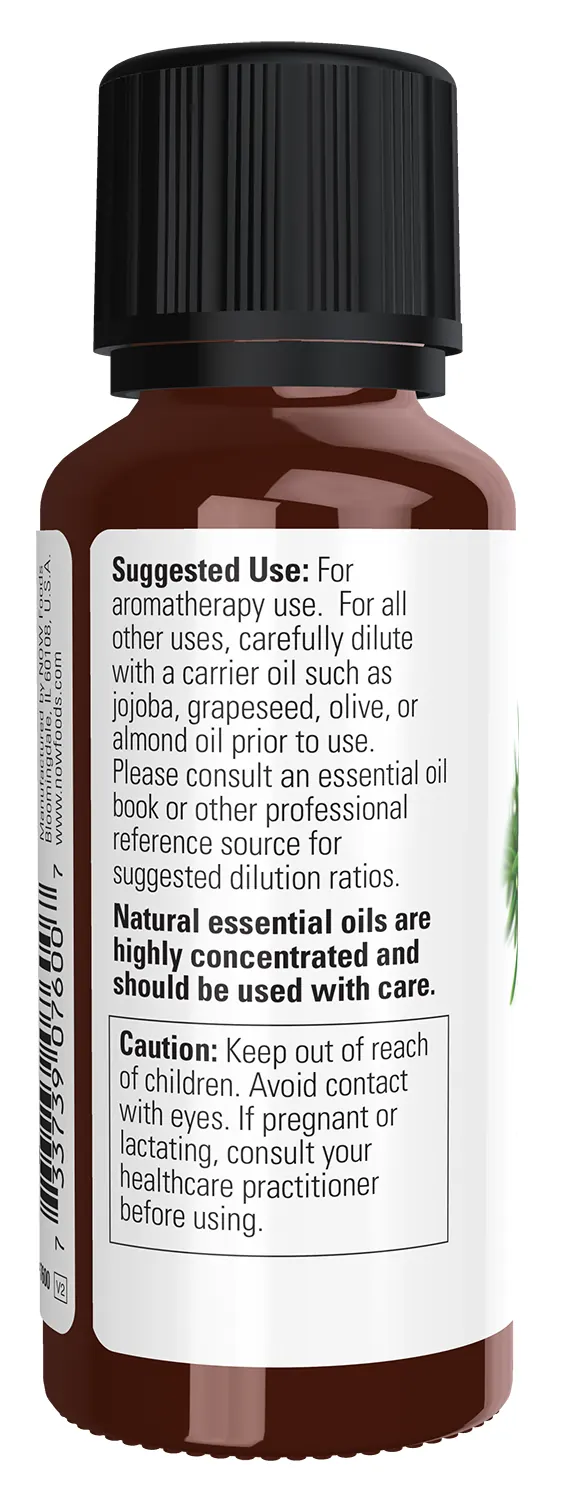 Suggested Use: For
aromatherapy use.  For all
other uses, carefully dilute
with a carrier oil such as
jojoba, grapeseed, olive, or
almond oil prior to use.
Please consult an essential oil
book or other professional
reference source for
suggested dilution ratios.
Natural essential oils are
highly concentrated and
should be used with care.
Caution: Keep out of reach
of children. Avoid contact
with eyes. If pregnant or
lactating, consult your
healthcare practitioner
before using.
Manufactured by NOW Foods
Bloomingdale, IL 60108, U.S.A.
www.nowfoods.com
7 33739 07600 7
V2